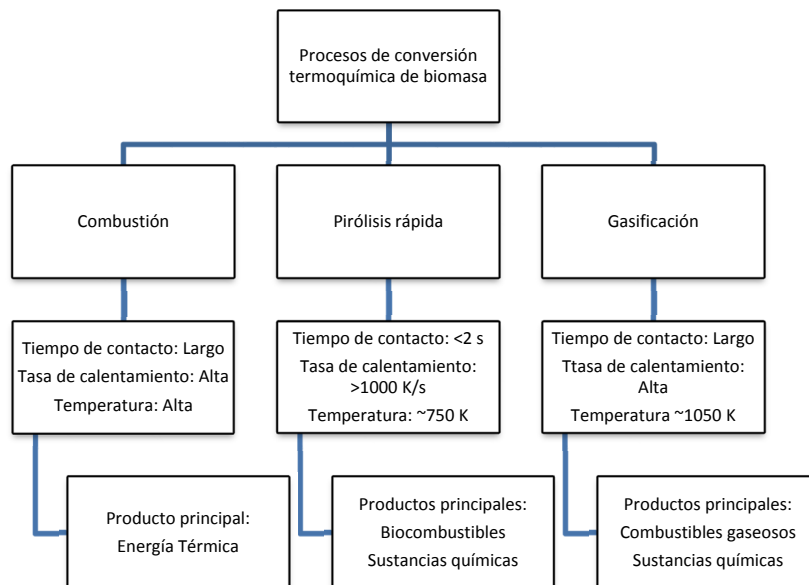 Procesos de conversión
termoquímica de biomasa
Combustión
Pirólisis rápida
Gasificación
Tiempo de contacto: Largo
Tasa de calentamiento: Alta
Temperatura: Alta
Tiempo de contacto: <2 s
Tasa de calentamiento:
>1000 K/s
Temperatura: ~750 K
Tiempo de contacto: Largo
Ttasa de calentamiento:
Alta
Temperatura ~1050 K
Producto principal:
Energía Térmica
Productos principales:
Biocombustibles
Sustancias químicas
Productos principales:
Combustibles gaseosos
Sustancias químicas